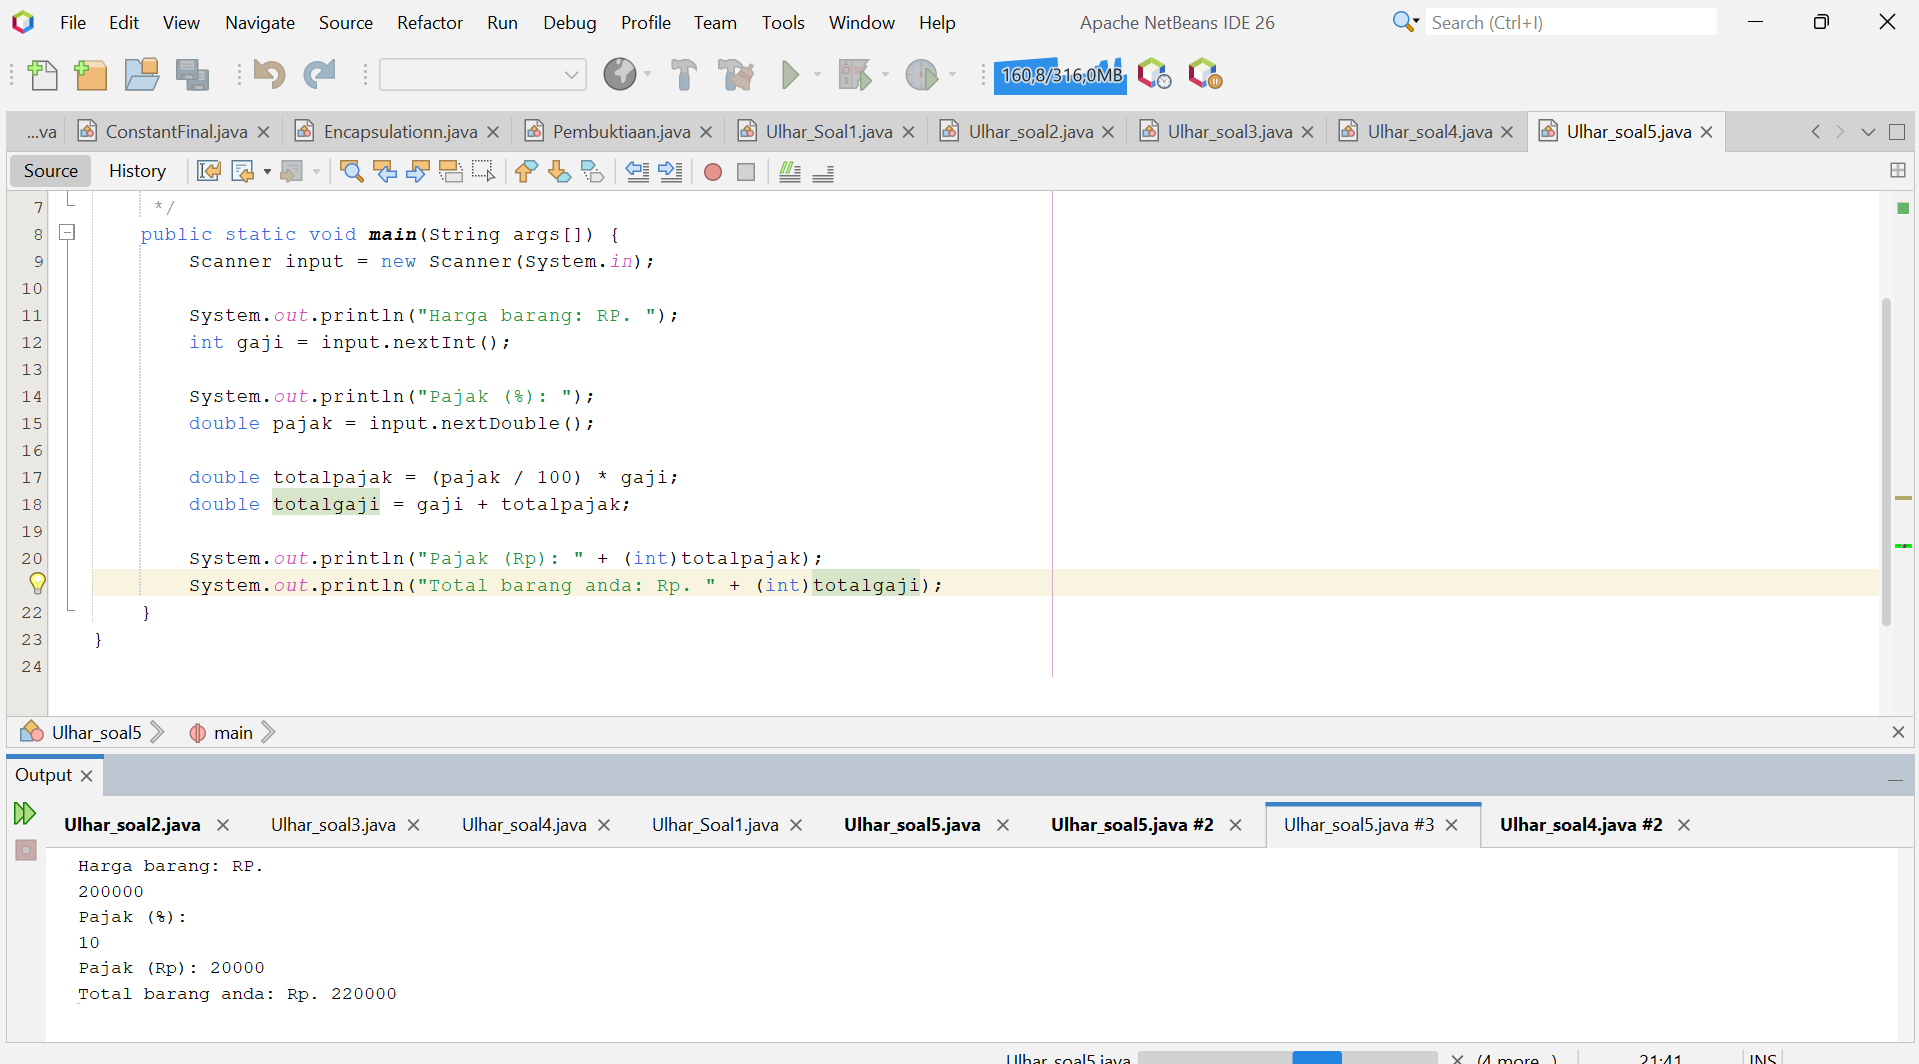 File Edit View Navigate Source Refactor Run Debug Profile Team Tools Window Help Apache NetBeans IDE 26 Search (Ctrl+I)
160,8/316,0MB
...va ConstantFinal.java Encapsulationn.java Pembuktiaan.java Ulhar_Soal1.java Ulhar_soal2.java Ulhar_soal3.java Ulhar_soal4.java Ulhar_soal5.java
Source History
7 */
8 public static void main(String args[]) {
9 Scanner input = new Scanner(System.in);
10
11 System.out.println("Harga barang: RP. ");
12 int gaji = input.nextInt();
13
14 System.out.println("Pajak (%): ");
15 double pajak = input.nextDouble();
16
17 double totalpajak = (pajak / 100) * gaji;
18 double totalgaji = gaji + totalpajak;
19
20 System.out.println("Pajak (Rp): " + (int)totalpajak);
System.out.println("Total barang anda: Rp. " + (int)totalgaji);
22 }
23 }
24
Ulhar_soal5 main
Output
Ulhar_soal2.java Ulhar_soal3.java Ulhar_soal4.java Ulhar_Soal1.java Ulhar_soal5.java Ulhar_soal5.java #2 Ulhar_soal5.java #3 Ulhar_soal4.java #2
Harga barang: RP.
200000
Pajak (%):
10
Pajak (Rp): 20000
Total barang anda: Rp. 220000
Ulhar_soal5.java (4 more...) 21:41 INS